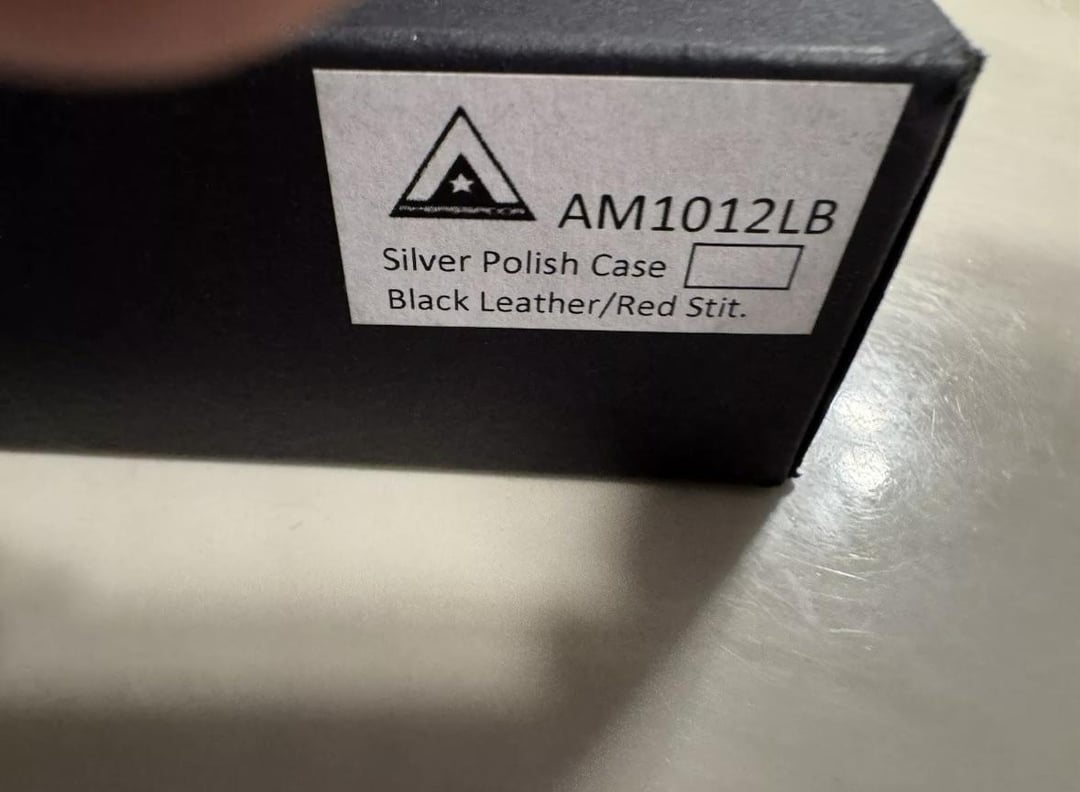 AM1012LB
Silver Polish Case
Black Leather/Red Stit.